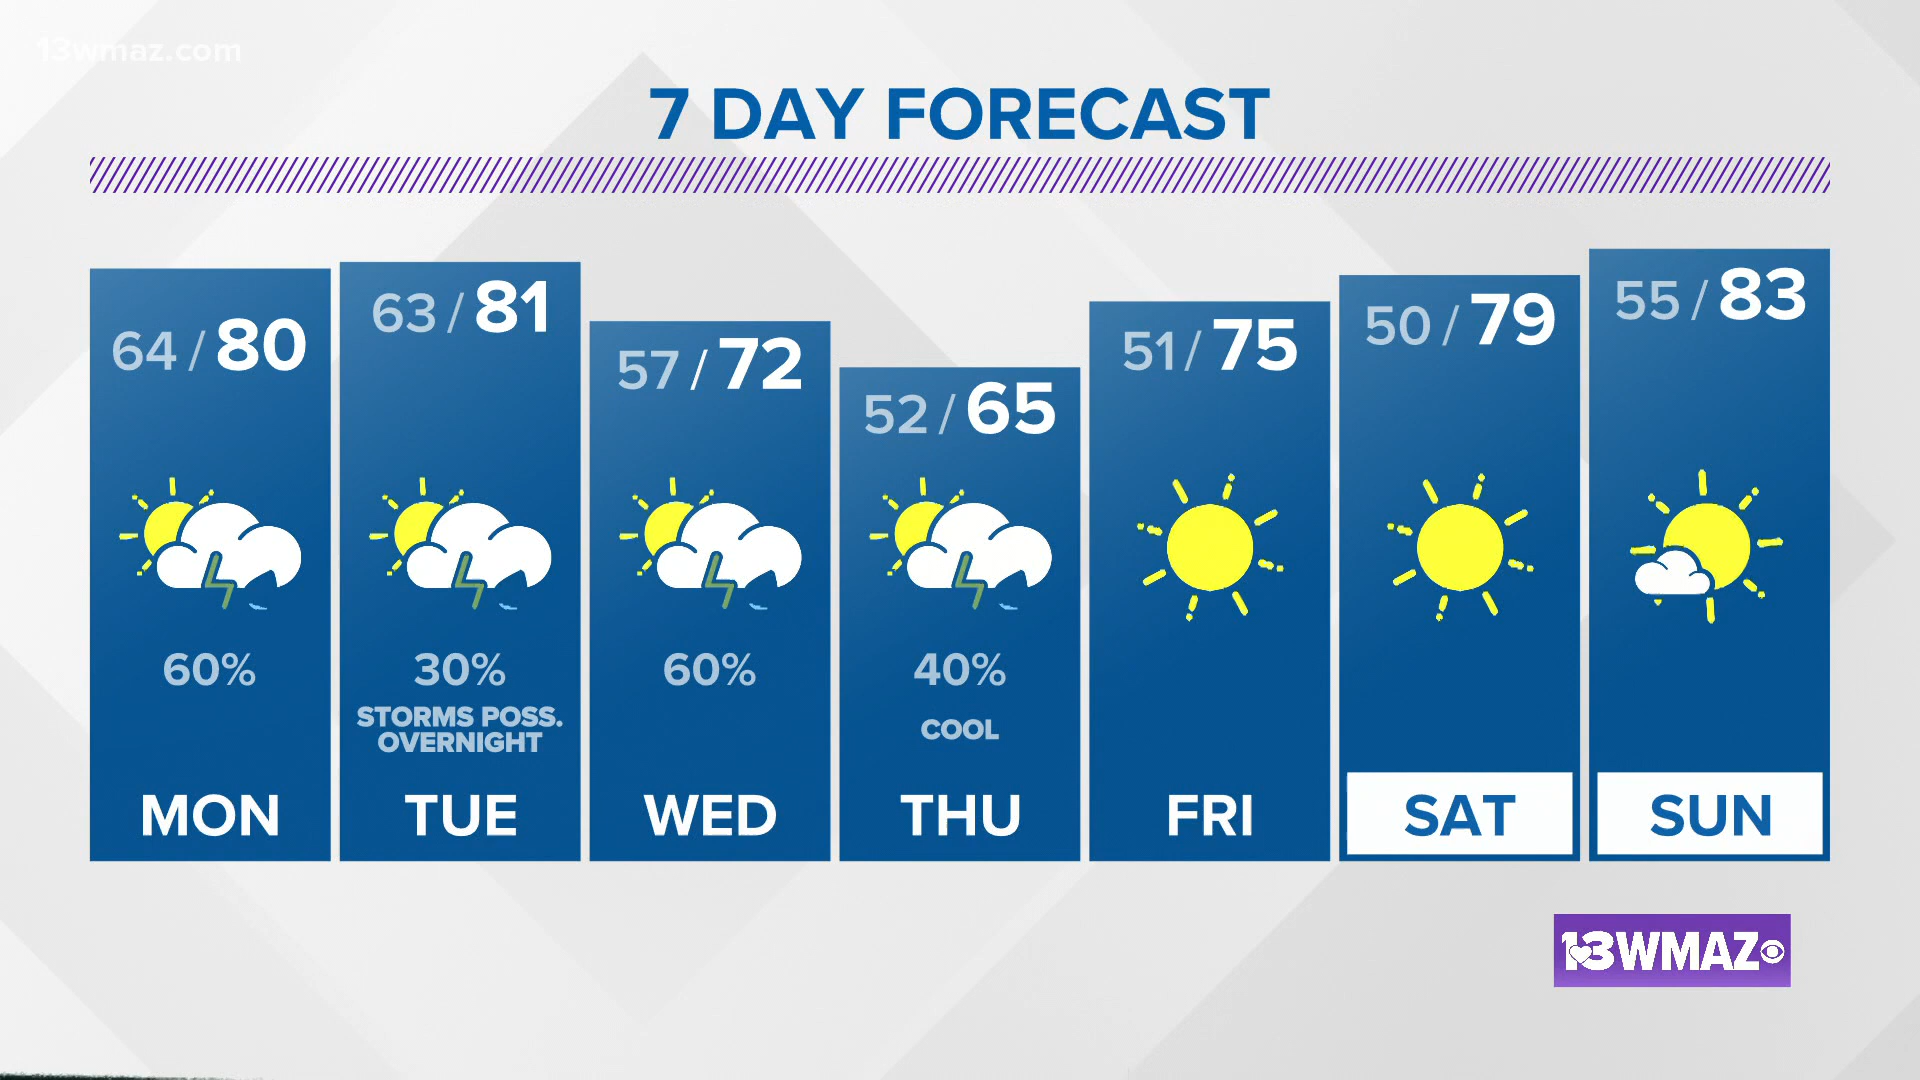 13wmaz.com
7 DAY FORECAST
64 / 80
60%
MON
63 / 81
30%
STORMS POSS.
OVERNIGHT
TUE
57 / 72
60%
WED
52 / 65
40%
COOL
THU
51 / 75
FRI
50 / 79
SAT
55 / 83
SUN
13WMAZ